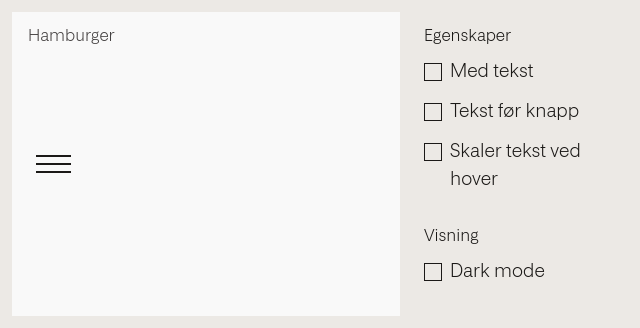 Hamburger
Egenskaper
Med tekst
Tekst før knapp
Skaler tekst ved
hover
Visning
Dark mode